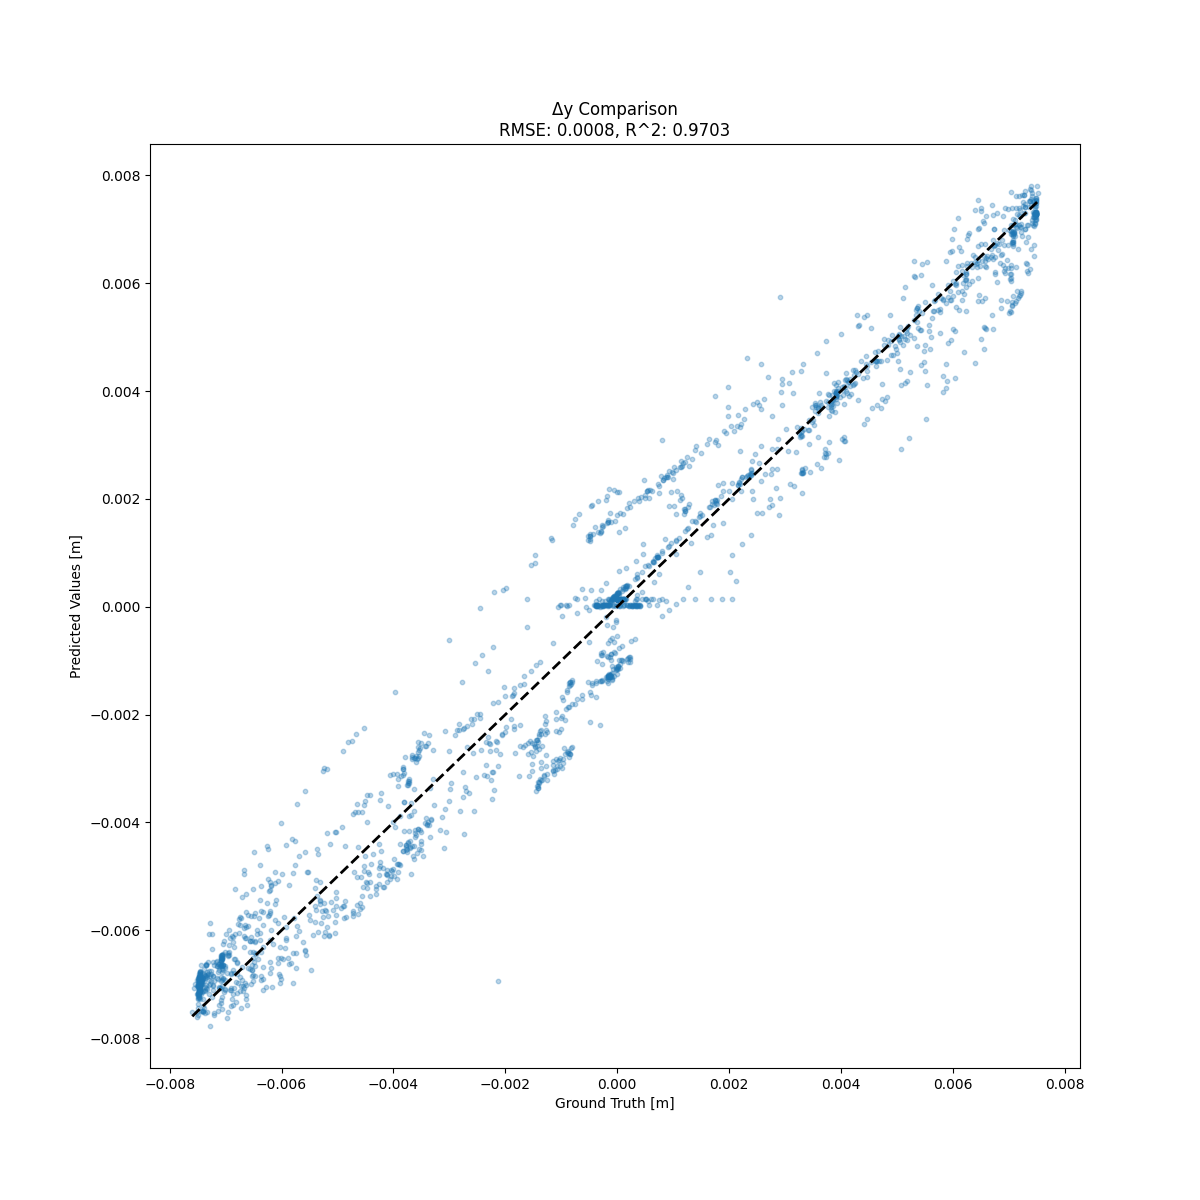 Δy Comparison
RMSE: 0.0008, R^2: 0.9703
Predicted Values [m]
0.008
0.006
0.004
0.002
0.000
−0.002
−0.004
−0.006
−0.008
−0.008 −0.006 −0.004 −0.002 0.000 0.002 0.004 0.006 0.008
Ground Truth [m]